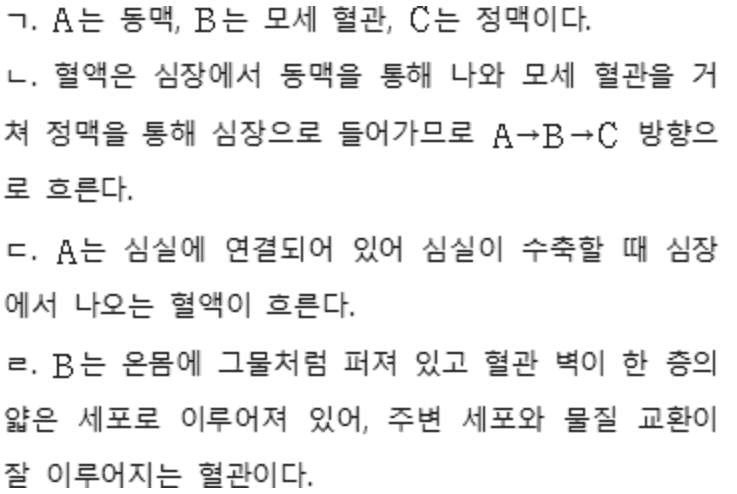 ㄱ. A는 동맥, B는 모세 혈관, C는 정맥이다.
ㄴ. 혈액은 심장에서 동맥을 통해 나와 모세 혈관을 거
쳐 정맥을 통해 심장으로 들어가므로 A→B→C 방향으
로 흐른다.
ㄷ. A는 심실에 연결되어 있어 심실이 수축할 때 심장
에서 나오는 혈액이 흐른다.
ㄹ. B는 온몸에 그물처럼 퍼져 있고 혈관 벽이 한 층의
얇은 세포로 이루어져 있어, 주변 세포와 물질 교환이
잘 이루어지는 혈관이다.